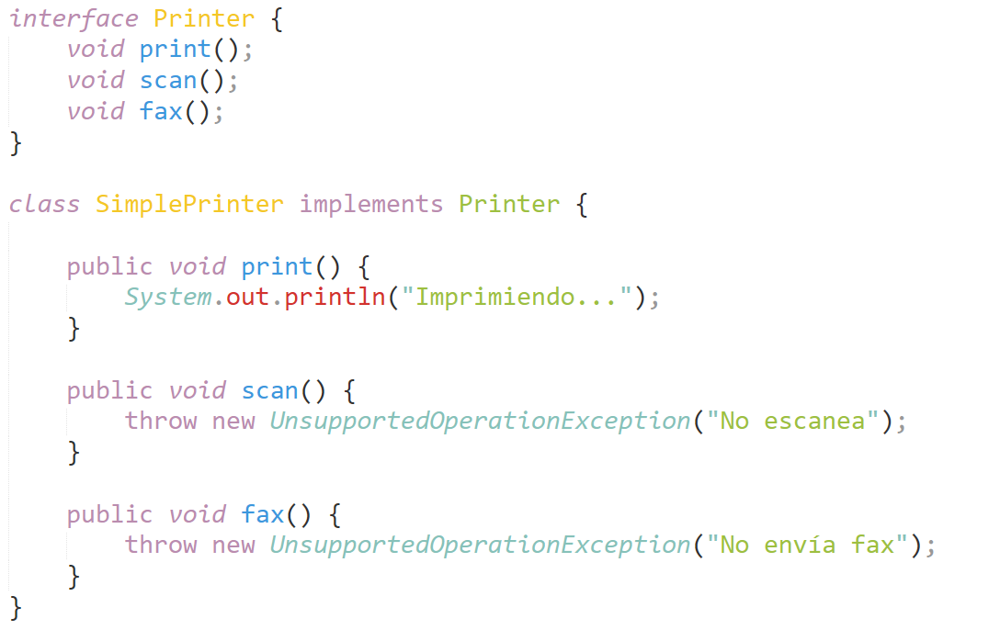 interface Printer {
    void print();
    void scan();
    void fax();
}

class SimplePrinter implements Printer {

    public void print() {
        System.out.println("Imprimiendo...");
    }

    public void scan() {
        throw new UnsupportedOperationException("No escanea");
    }

    public void fax() {
        throw new UnsupportedOperationException("No envía fax");
    }
}